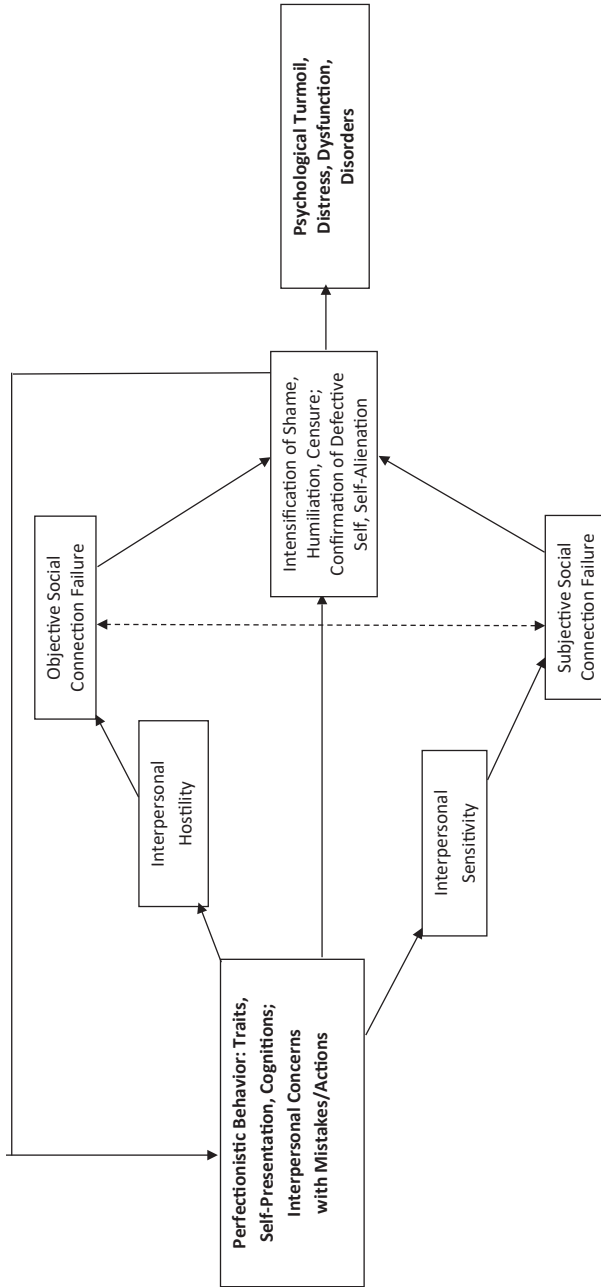 Perfectionistic Behavior: Traits,
Self-Presentation, Cognitions;
Interpersonal Concerns
with Mistakes/Actions
Interpersonal
Hostility
Objective Social
Connection Failure
Interpersonal
Sensitivity
Subjective Social
Connection Failure
Intensification of Shame,
Humiliation, Censure;
Confirmation of Defective
Self, Self-Alienation
Psychological Turmoil,
Distress, Dysfunction,
Disorders